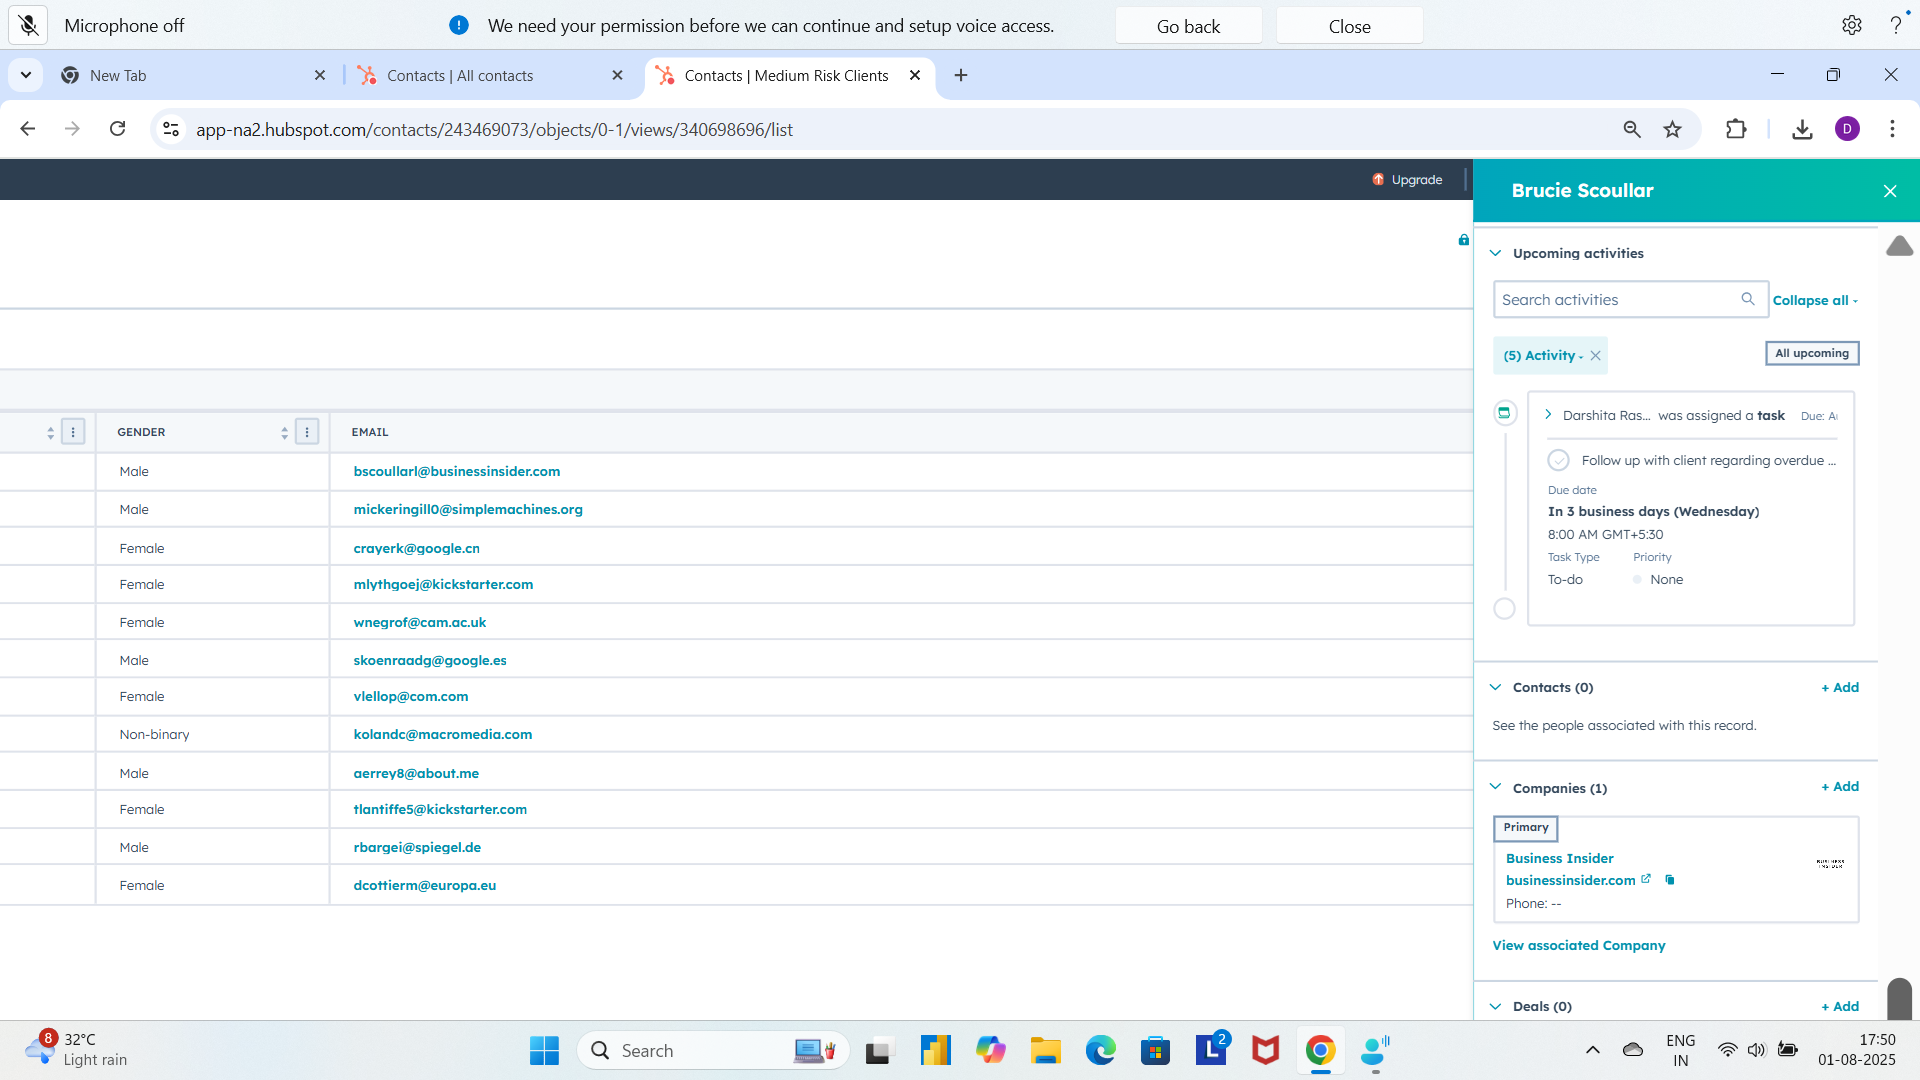 Microphone off
We need your permission before we can continue and setup voice access.
Go back
Close
?
New Tab
Contacts | All contacts
Contacts | Medium Risk Clients
app-na2.hubspot.com/contacts/243469073/objects/0-1/views/340698696/list
D
Upgrade
Brucie Scoullar
Upcoming activities
Search activities
Collapse all
(5) Activity
All upcoming
Darshita Ras... was assigned a task Due: Au
Follow up with client regarding overdue ...
Due date
In 3 business days (Wednesday)
8:00 AM GMT+5:30
Task Type Priority
To-do None
Contacts (0)
+ Add
See the people associated with this record.
Companies (1)
+ Add
Primary
Business Insider
BUSINESS
INSIDER
businessinsider.com
Phone: --
View associated Company
Deals (0)
+ Add
GENDER EMAIL
Male bscoullarl@businessinsider.com
Male mickeringill0@simplemachines.org
Female crayerk@google.cn
Female mlythgoej@kickstarter.com
Female wnegrof@cam.ac.uk
Male skoenraadg@google.es
Female vlellop@com.com
Non-binary kolandc@macromedia.com
Male aerrey8@about.me
Female tlantiffe5@kickstarter.com
Male rbargei@spiegel.de
Female dcottierm@europa.eu
8
32°C
Light rain
Search
L
2
ENG
IN
17:50
01-08-2025